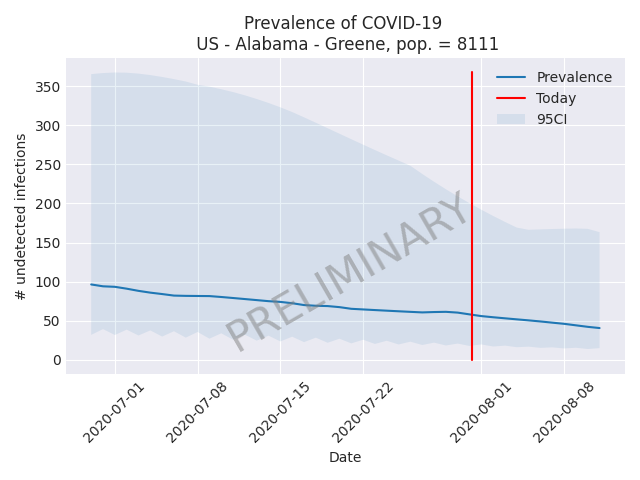 Prevalence of COVID-19
US - Alabama - Greene, pop. = 8111
# undetected infections
350
300
250
200
150
100
50
0
Prevalence
Today
95CI
PRELIMINARY
2020-07-01
2020-07-08
2020-07-15
2020-07-22
2020-08-01
2020-08-08
Date